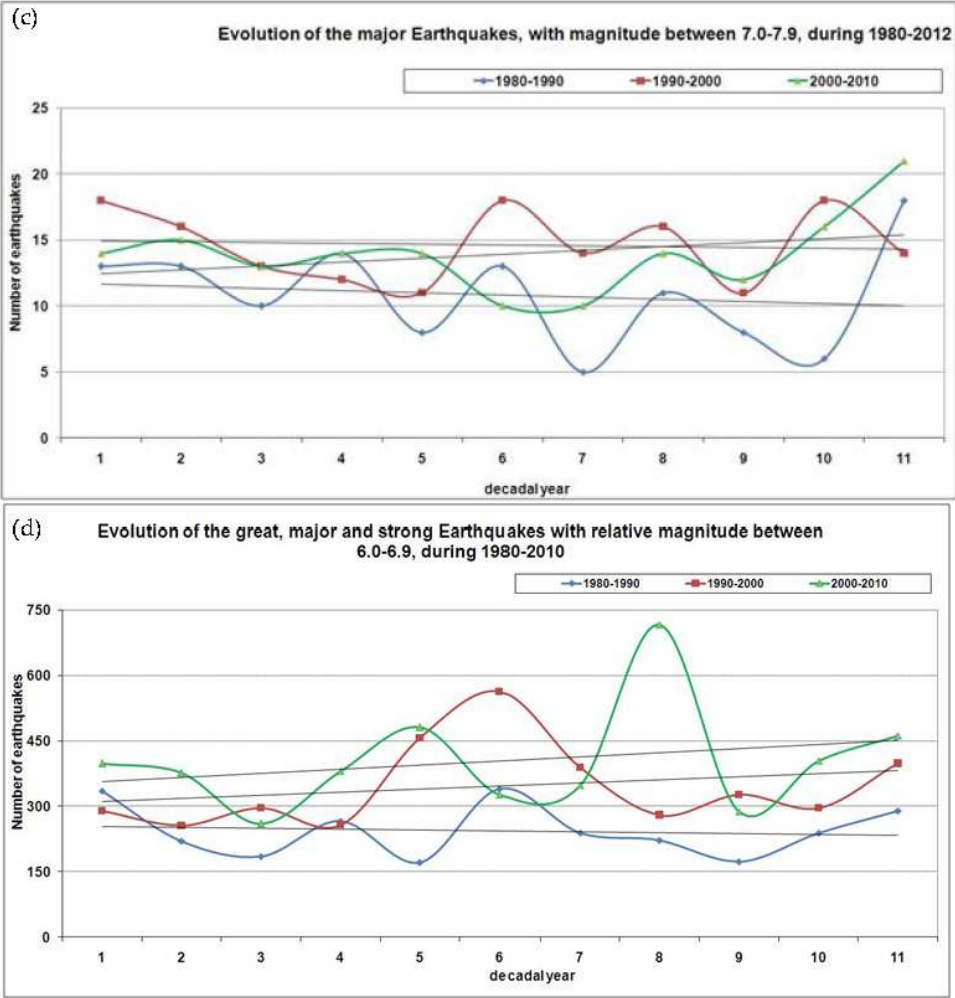 (c)
Evolution of the major Earthquakes, with magnitude between 7.0-7.9, during 1980-2012
1980-1990 1990-2000 2000-2010
25
20
15
10
5
0
Number of earthquakes
1 2 3 4 5 6 7 8 9 10 11
decadal year
(d)
Evolution of the great, major and strong Earthquakes with relative magnitude between
6.0-6.9, during 1980-2010
1980-1990 1990-2000 2000-2010
750
600
450
300
150
0
Number of earthquakes
1 2 3 4 5 6 7 8 9 10 11
decadal year